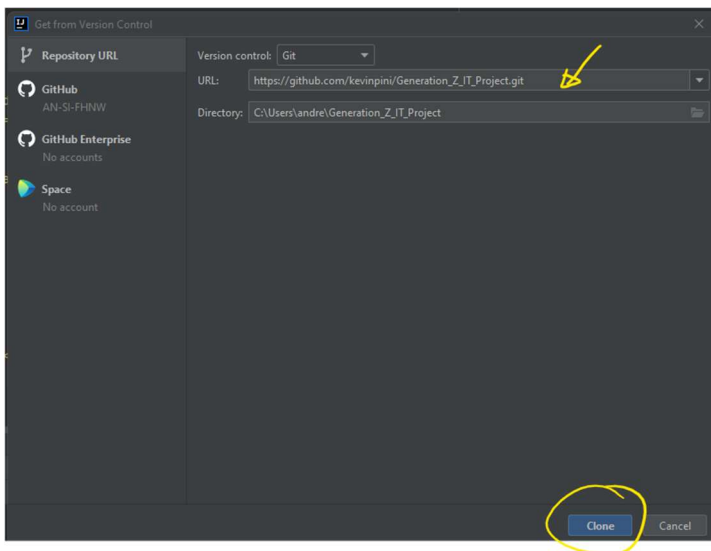 Get from Version Control
Repository URL
GitHub
AN-SI-FHNW
GitHub Enterprise
No accounts
Space
No account
Version control: Git
URL: https://github.com/kevinpini/Generation_Z_IT_Project.git
Directory: C:\Users\andre\Generation_Z_IT_Project
Clone Cancel